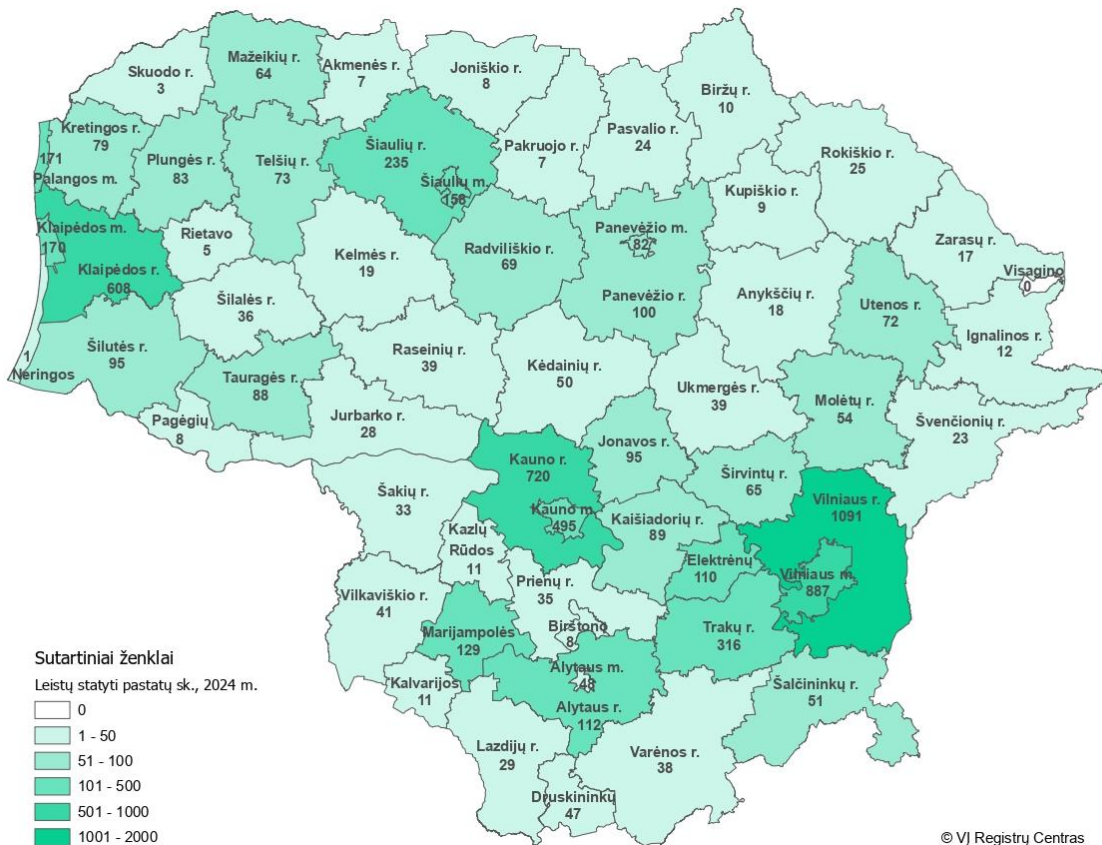 Skuodo r.
3
Mažeikių r.
64
Akmenės r.
7
Joniškio r.
8
Biržų r.
10
Pasvalio r.
24
Pakruojo r.
7
Rokiškio r.
25
Kretingos r.
79
171
Palangos m.
Plungės r.
83
Telšių r.
73
Šiaulių r.
235
Šiaulių m.
Kupiškio r.
9
Panevėžio m.
82
Panevėžio r.
100
Zarasų r.
17
Visagino
0
Klaipėdos m.
170
Klaipėdos r.
608
Rietavo
5
Kelmės r.
19
Radviliškio r.
69
Anykščių r.
18
Utenos r.
72
Ignalinos r.
12
Šilalės r.
36
Šilutės r.
95
1
Neringos
Tauragės r.
88
Raseinių r.
39
Kėdainių r.
50
Ukmergės r.
39
Molėtų r.
54
Švenčionių r.
23
Pagėgių
8
Jurbarko r.
28
Jonavos r.
95
Kauno r.
720
Kauno m.
495
Širvintų r.
65
Vilniaus r.
1091
Šakių r.
33
Kazlų
Rūdos
11
Kaišiadorių r.
89
Elektrėnų
110
Vilniaus m.
887
Vilkaviškio r.
41
Prienų r.
35
Birštono
8
Marijampolės
129
Trakų r.
316
Alytaus m.
48
Alytaus r.
112
Kalvarijos
11
Šalčininkų r.
51
Lazdijų r.
29
Varėnos r.
38
Druskininkų
47
Sutartiniai ženklai
Leistų statyti pastatų sk., 2024 m.
0
1 - 50
51 - 100
101 - 500
501 - 1000
1001 - 2000
© VĮ Registrų Centras